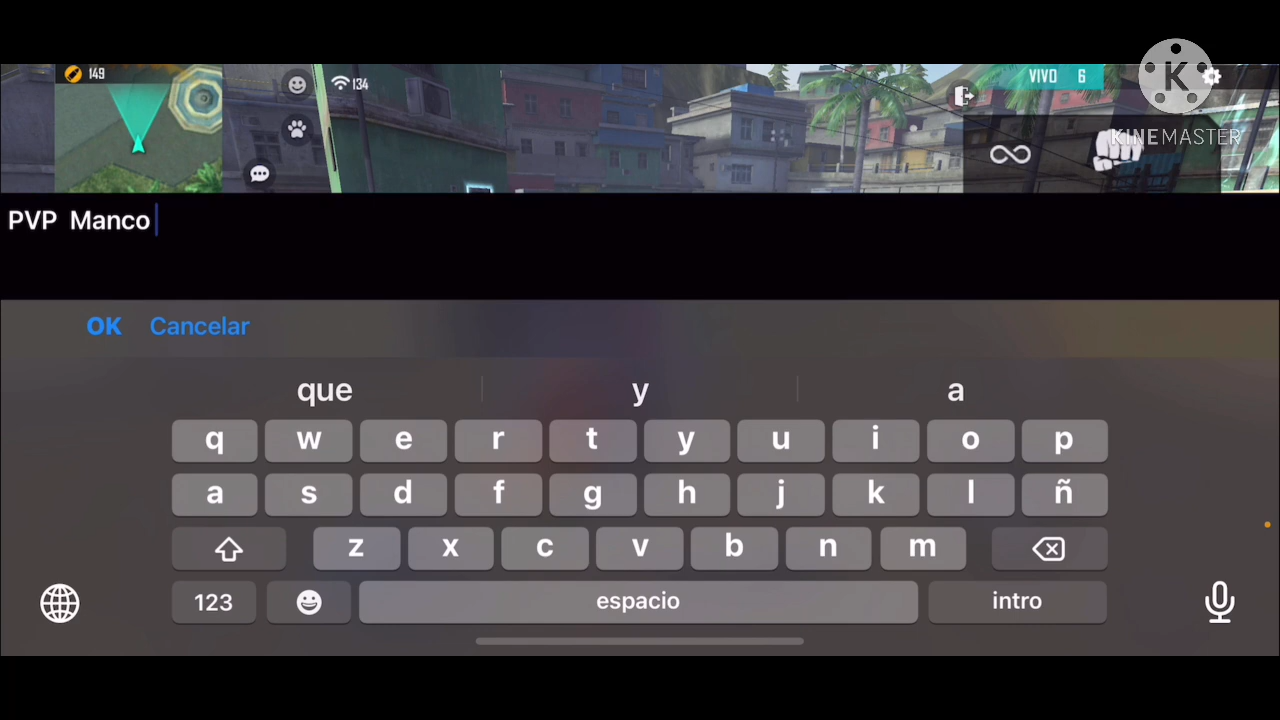 149
134
VIVO 6
K
KINEMASTER
PVP Manco
OK Cancelar
que y a
q w e r t y u i o p
a s d f g h j k l ñ
z x c v b n m
123 espacio intro